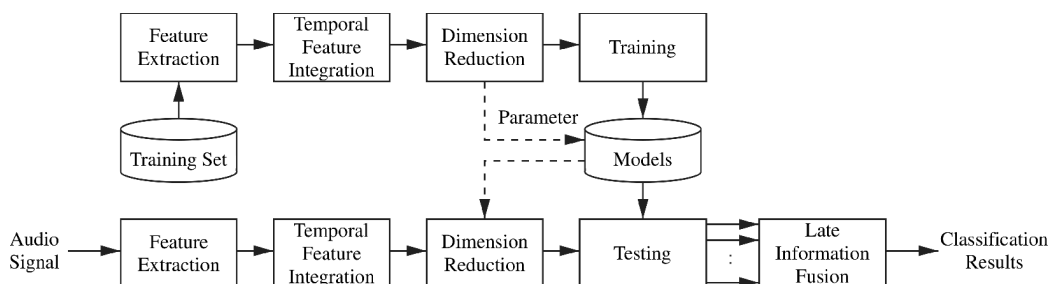 Feature
Extraction
Temporal
Feature
Integration
Dimension
Reduction
Training
Parameter
Training Set
Models
Audio
Signal
Feature
Extraction
Temporal
Feature
Integration
Dimension
Reduction
Testing
:
Late
Information
Fusion
Classification
Results